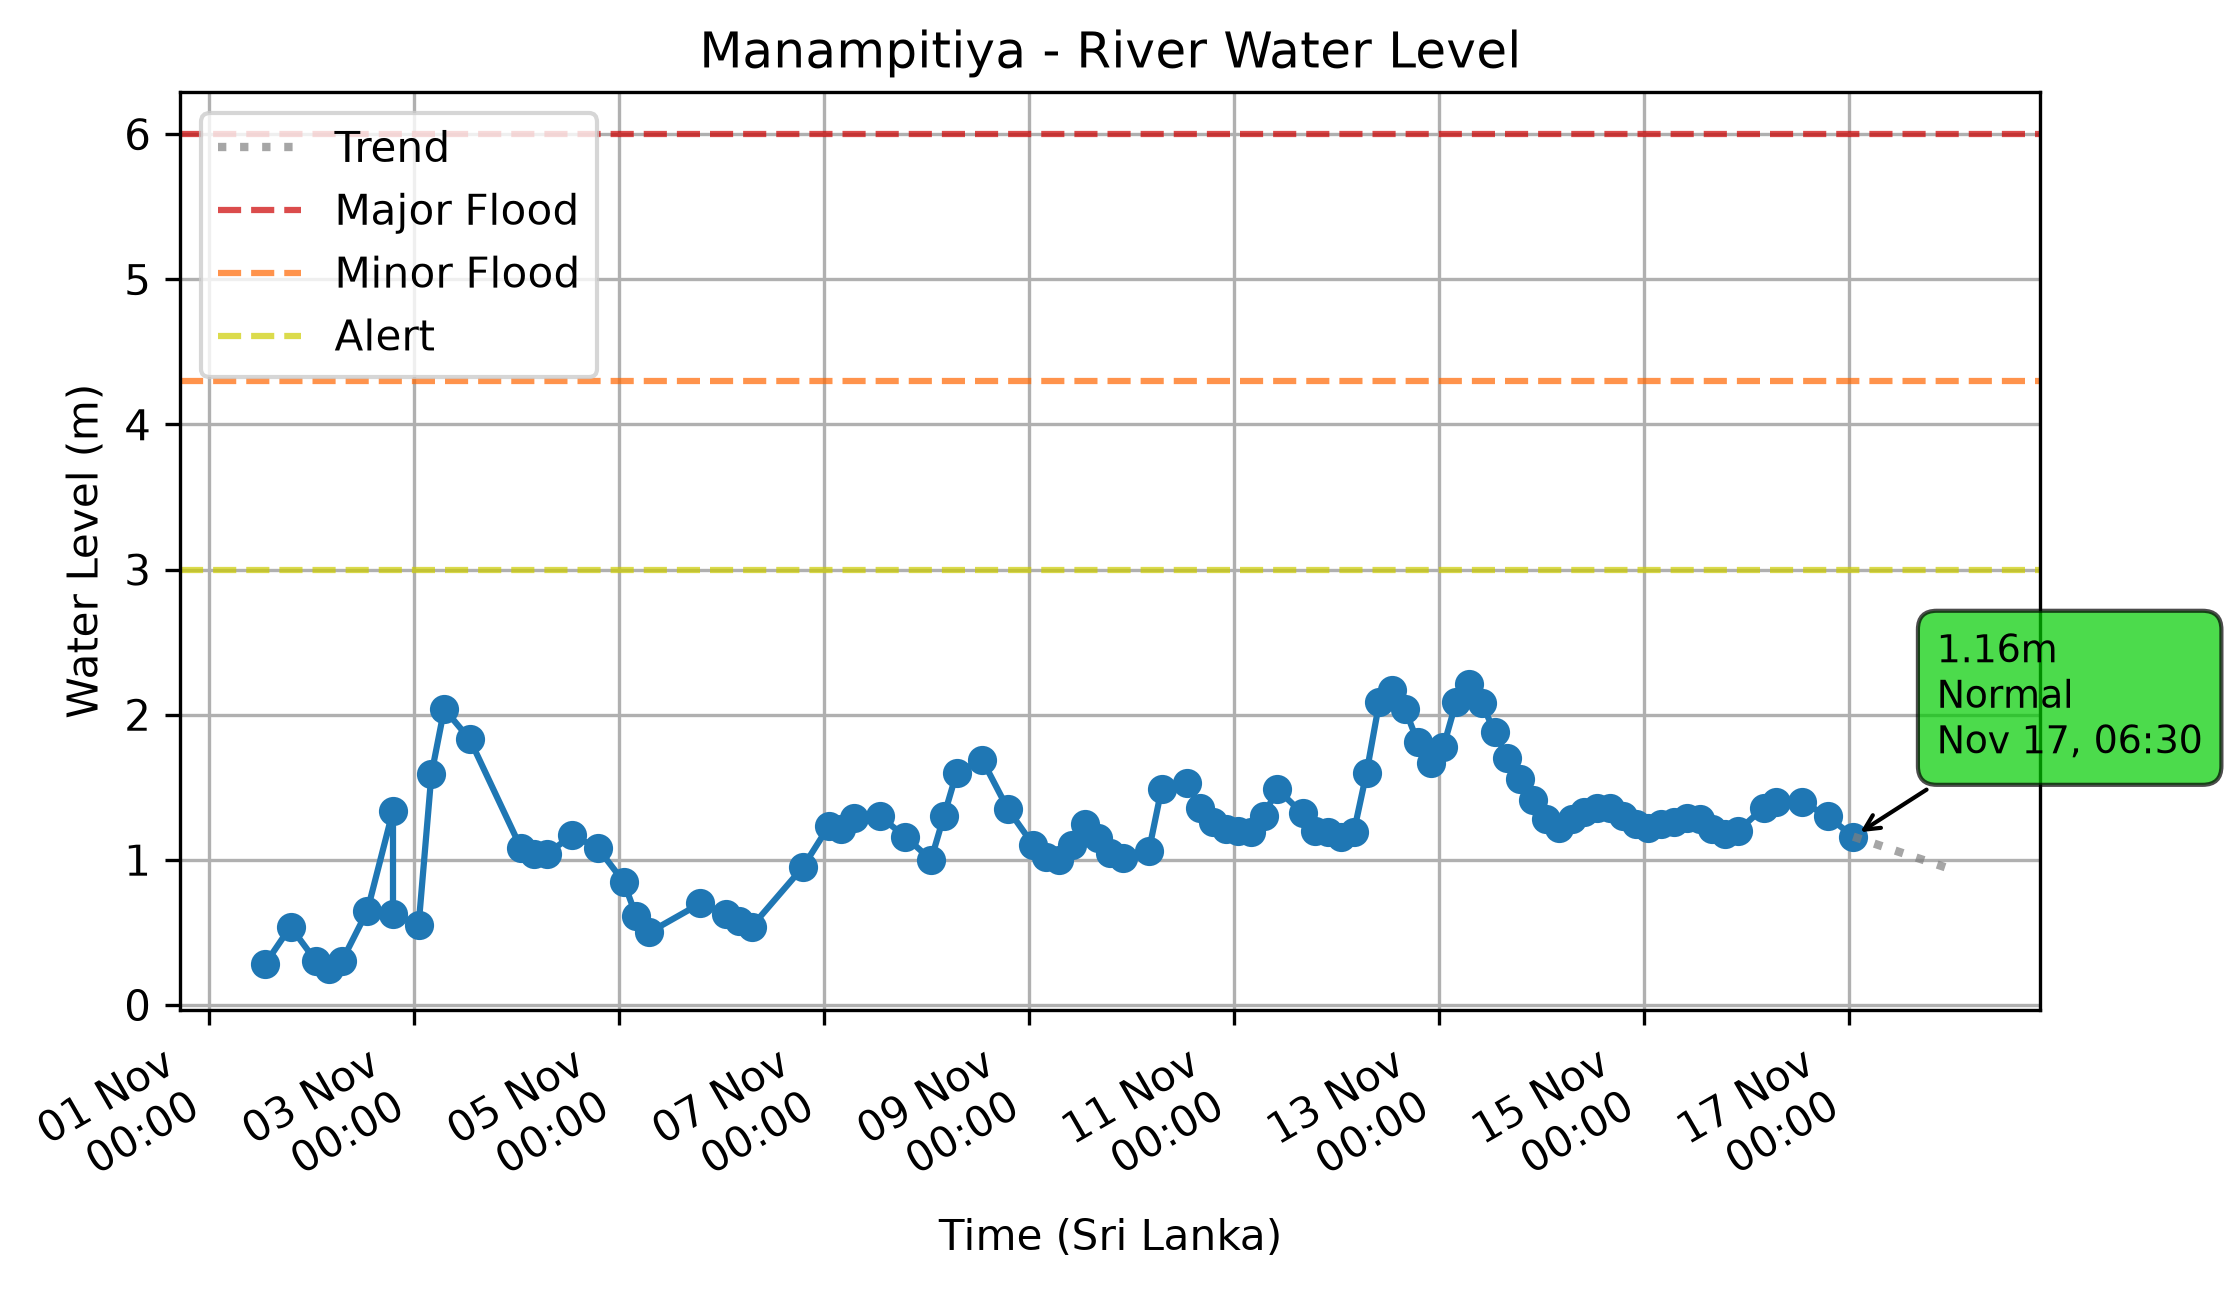 Manampitiya - River Water Level
Trend
Major Flood
Minor Flood
Alert
6
5
4
3
2
1
0
Water Level (m)
1.16m
Normal
Nov 17, 06:30
01 Nov
00:00
03 Nov
00:00
05 Nov
00:00
07 Nov
00:00
09 Nov
00:00
11 Nov
00:00
13 Nov
00:00
15 Nov
00:00
17 Nov
00:00
Time (Sri Lanka)